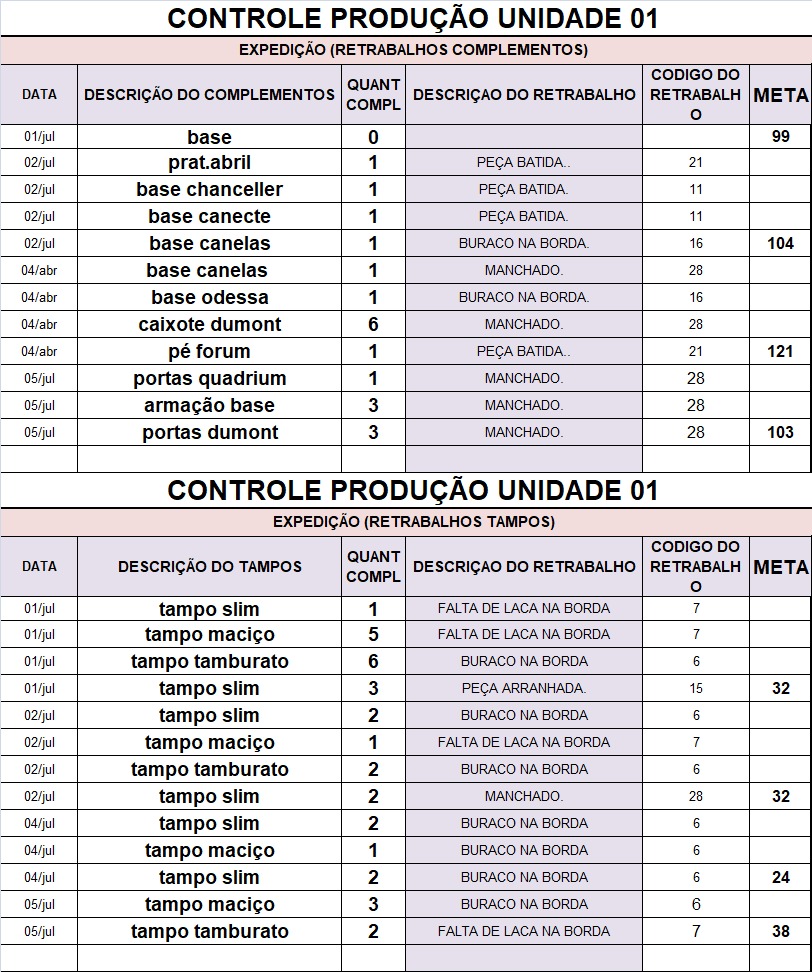 CONTROLE PRODUÇÃO UNIDADE 01
EXPEDIÇÃO (RETRABALHOS COMPLEMENTOS)
DATA DESCRIÇÃO DO COMPLEMENTOS QUANT COMPL DESCRIÇAO DO RETRABALHO CODIGO DO RETRABALHO META
01/jul base 0 99
02/jul prat.abril 1 PEÇA BATIDA.. 21
02/jul base chanceller 1 PEÇA BATIDA. 11
02/jul base canecte 1 PEÇA BATIDA. 11
02/jul base canelas 1 BURACO NA BORDA. 16 104
04/abr base canelas 1 MANCHADO. 28
04/abr base odessa 1 BURACO NA BORDA. 16
04/abr caixote dumont 6 MANCHADO. 28
04/abr pé forum 1 PEÇA BATIDA.. 21 121
05/jul portas quadrium 1 MANCHADO. 28
05/jul armação base 3 MANCHADO. 28
05/jul portas dumont 3 MANCHADO. 28 103
CONTROLE PRODUÇÃO UNIDADE 01
EXPEDIÇÃO (RETRABALHOS TAMPOS)
DATA DESCRIÇÃO DO TAMPOS QUANT COMPL DESCRIÇAO DO RETRABALHO CODIGO DO RETRABALHO META
01/jul tampo slim 1 FALTA DE LACA NA BORDA 7
01/jul tampo maciço 5 FALTA DE LACA NA BORDA 7
01/jul tampo tamburato 6 BURACO NA BORDA 6
01/jul tampo slim 3 PEÇA ARRANHADA. 15 32
02/jul tampo slim 2 BURACO NA BORDA 6
02/jul tampo maciço 1 FALTA DE LACA NA BORDA 7
02/jul tampo tamburato 2 BURACO NA BORDA 6
02/jul tampo slim 2 MANCHADO. 28 32
04/jul tampo slim 2 BURACO NA BORDA 6
04/jul tampo maciço 1 BURACO NA BORDA 6
04/jul tampo slim 2 BURACO NA BORDA 6 24
05/jul tampo maciço 3 BURACO NA BORDA 6
05/jul tampo tamburato 2 FALTA DE LACA NA BORDA 7 38